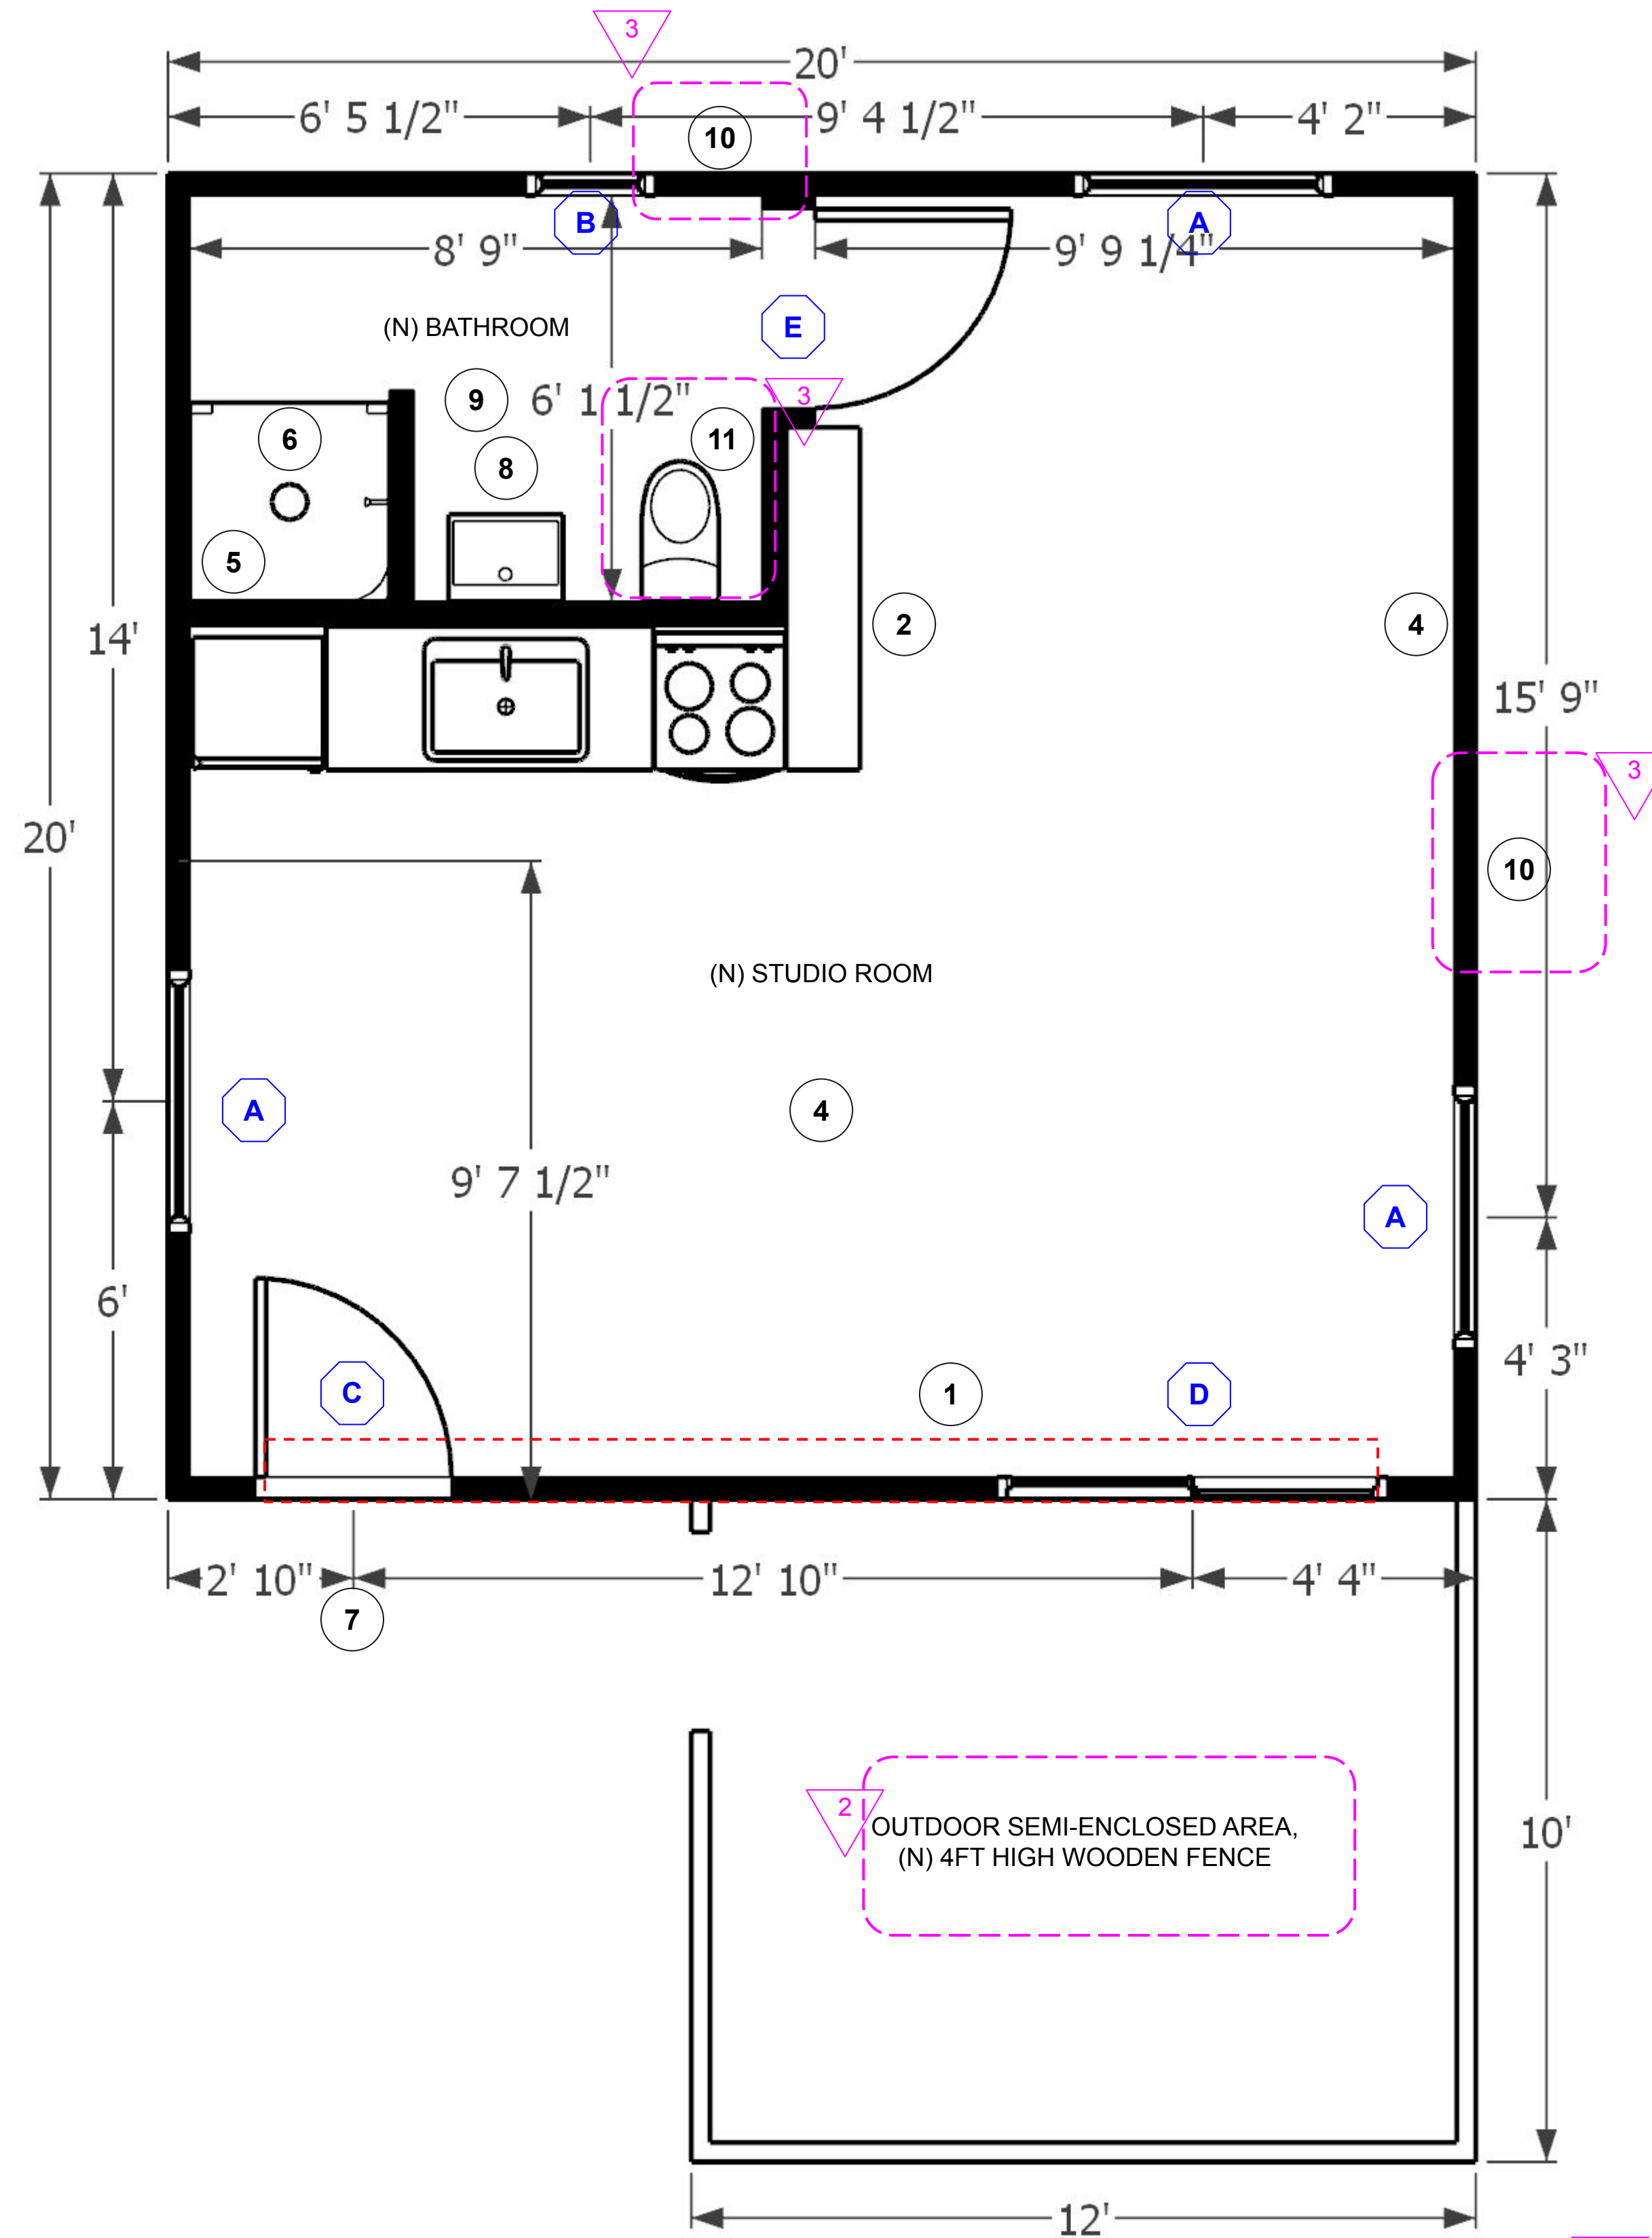 3
20'
6' 5 1/2"
9' 4 1/2"
4' 2"
10
B
A
8' 9"
9' 9 1/4"
(N) BATHROOM
E
9
6' 1 1/2"
3
6
11
8
5
2
4
14'
15' 9"
3
20'
10
(N) STUDIO ROOM
A
4
9' 7 1/2"
A
6'
4' 3"
C
1
D
2' 10"
12' 10"
4' 4"
7
2
OUTDOOR SEMI-ENCLOSED AREA,
(N) 4FT HIGH WOODEN FENCE
10'
12'